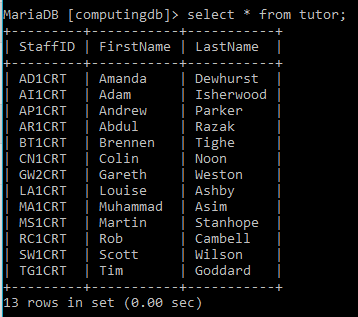 MariaDB [computingdb]> select * from tutor;
+---------+-----------+-----------+
| StaffID | FirstName | LastName  |
+---------+-----------+-----------+
| AD1CRT  | Amanda    | Dewhurst  |
| AI1CRT  | Adam      | Isherwood |
| AP1CRT  | Andrew    | Parker    |
| AR1CRT  | Abdul     | Razak     |
| BT1CRT  | Brennen   | Tighe     |
| CN1CRT  | Colin     | Noon      |
| GW2CRT  | Gareth    | Weston    |
| LA1CRT  | Louise    | Ashby     |
| MA1CRT  | Muhammad  | Asim      |
| MS1CRT  | Martin    | Stanhope  |
| RC1CRT  | Rob       | Cambell   |
| SW1CRT  | Scott     | Wilson    |
| TG1CRT  | Tim       | Goddard   |
+---------+-----------+-----------+
13 rows in set (0.00 sec)